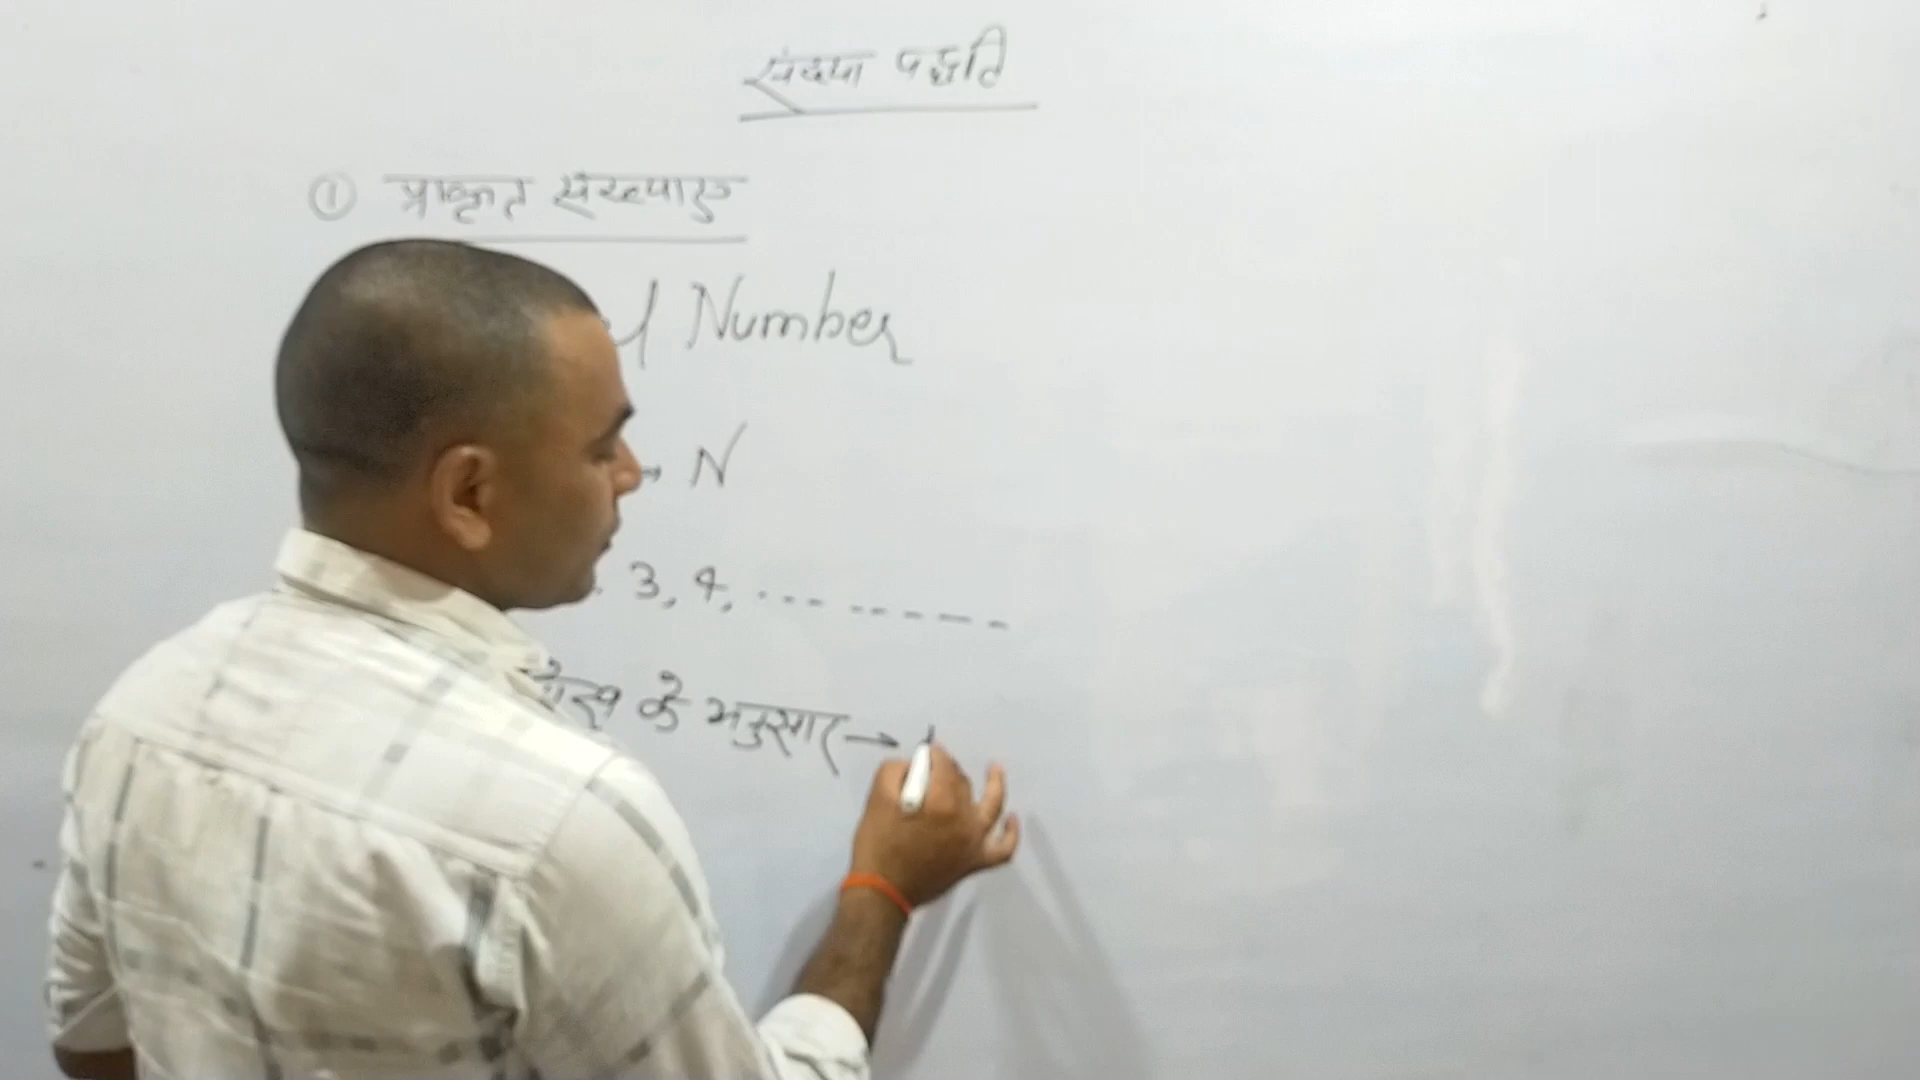 संख्या पद्धति
① प्राकृत संख्याए
Number
→ N
3, 4, ---- -----
के अनुसार →